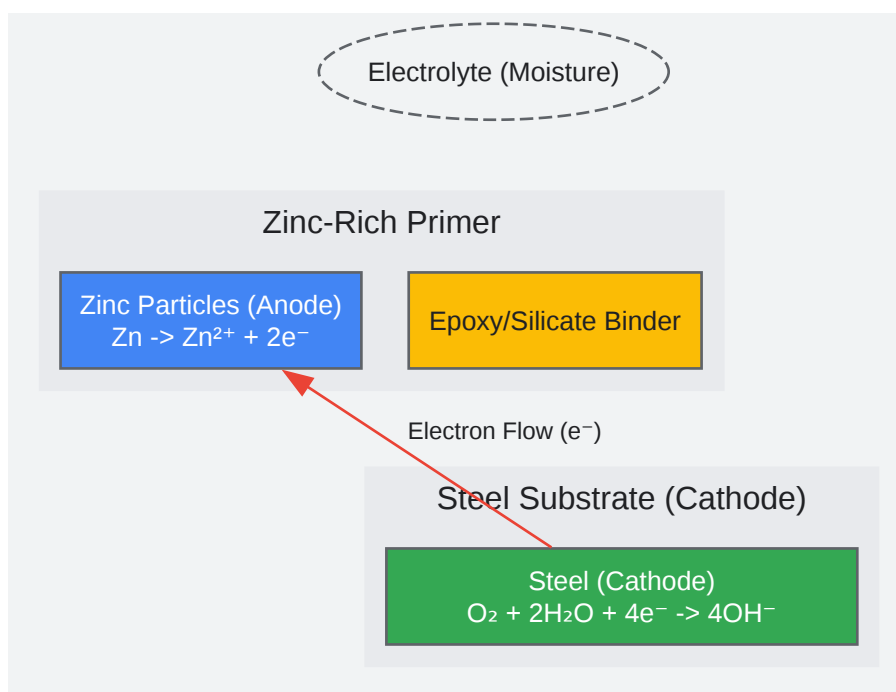 Electrolyte (Moisture)
Zinc-Rich Primer
Zinc Particles (Anode)
Zn -> Zn²⁺ + 2e⁻
Epoxy/Silicate Binder
Electron Flow (e⁻)
Steel Substrate (Cathode)
Steel (Cathode)
O₂ + 2H₂O + 4e⁻ -> 4OH⁻